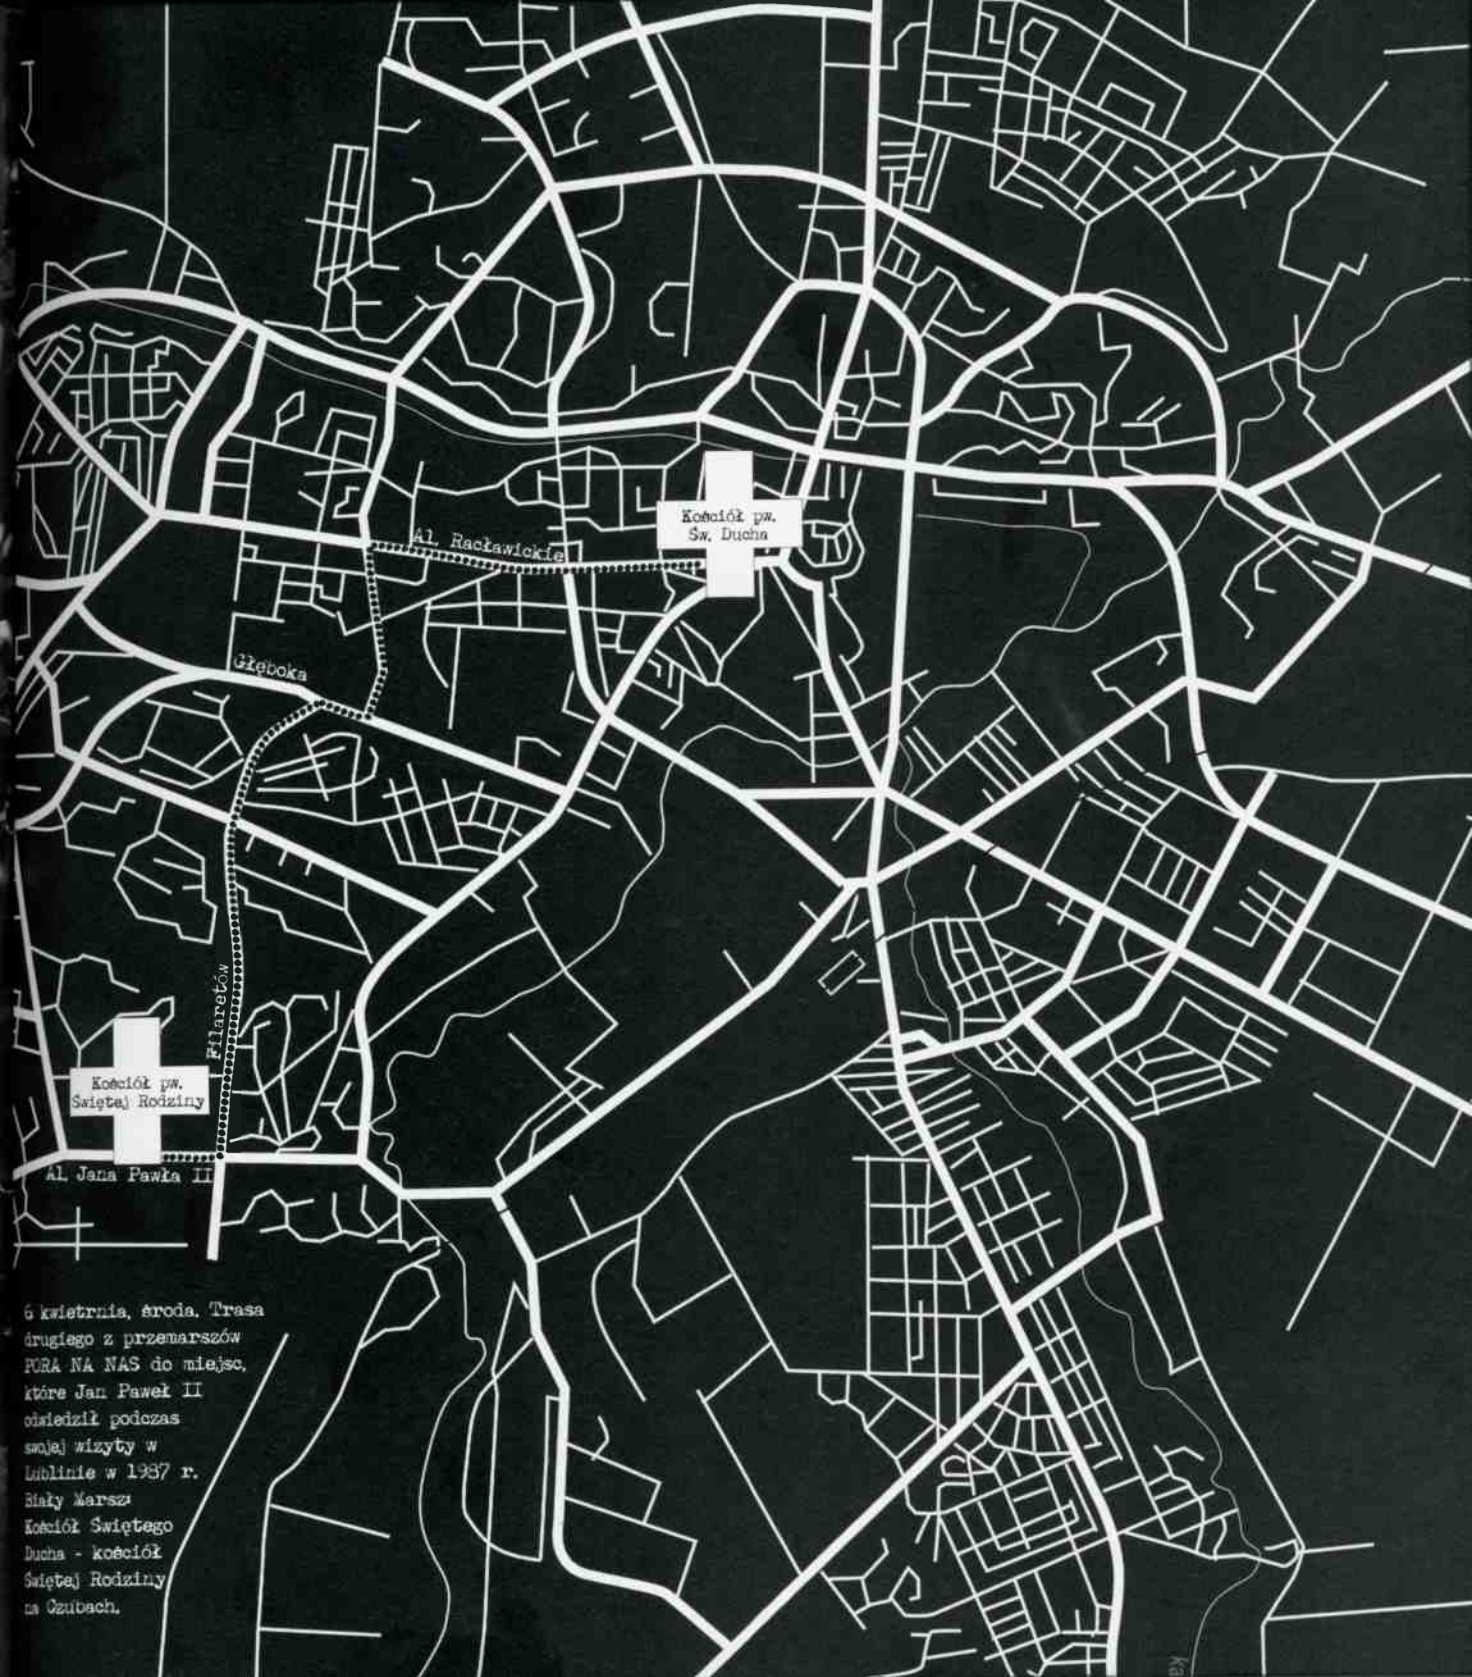 Kościół pw.
Św. Ducha
Al. Racławickie
Głęboka
Filaretów
Kościół pw.
Świętej Rodziny
Al. Jana Pawła II
6 kwietrnia, środa. Trasa
drugiego z przemarszów
PORA NA NAS do miejsc,
które Jan Paweł II
odwiedził podczas
swojej wizyty w
Lublinie w 1987 r.
Biały Marsz:
Kościół Świętego
Ducha - kościół
Świętej Rodziny
na Czubach.